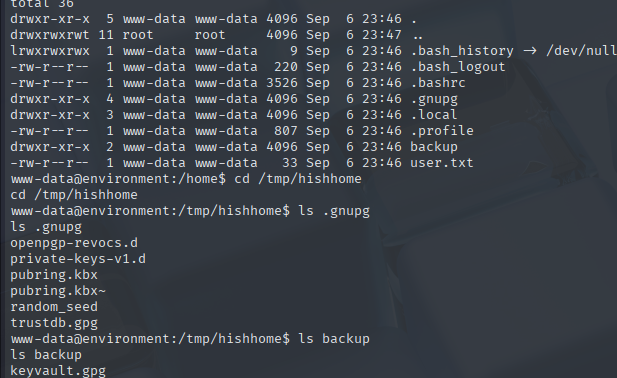 total 36
drwxr-xr-x  5 www-data www-data 4096 Sep  6 23:46 .
drwxrwxrwt 11 root     root     4096 Sep  6 23:47 ..
lrwxrwxrwx  1 www-data www-data    9 Sep  6 23:46 .bash_history → /dev/null
-rw-r--r--  1 www-data www-data  220 Sep  6 23:46 .bash_logout
-rw-r--r--  1 www-data www-data 3526 Sep  6 23:46 .bashrc
drwxr-xr-x  4 www-data www-data 4096 Sep  6 23:46 .gnupg
drwxr-xr-x  3 www-data www-data 4096 Sep  6 23:46 .local
-rw-r--r--  1 www-data www-data  807 Sep  6 23:46 .profile
drwxr-xr-x  2 www-data www-data 4096 Sep  6 23:46 backup
-rw-r--r--  1 www-data www-data   33 Sep  6 23:46 user.txt
www-data@environment:/home$ cd /tmp/hishhome
cd /tmp/hishhome
www-data@environment:/tmp/hishhome$ ls .gnupg
ls .gnupg
openpgp-revocs.d
private-keys-v1.d
pubring.kbx
pubring.kbx~
random_seed
trustdb.gpg
www-data@environment:/tmp/hishhome$ ls backup
ls backup
keyvault.gpg